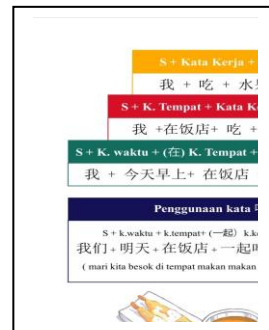 S + Kata Kerja +
我 + 吃 + 水
S + K. Tempat + Kata K
我 +在饭店+ 吃 +
S + K. waktu + (在) K. Tempat +
我 + 今天早上+ 在饭店
Penggunaan kata
S + k.waktu + k.tempat+ (一起) k.k
我们+明天+在饭店+一起吃
( mari kita besok di tempat makan makan